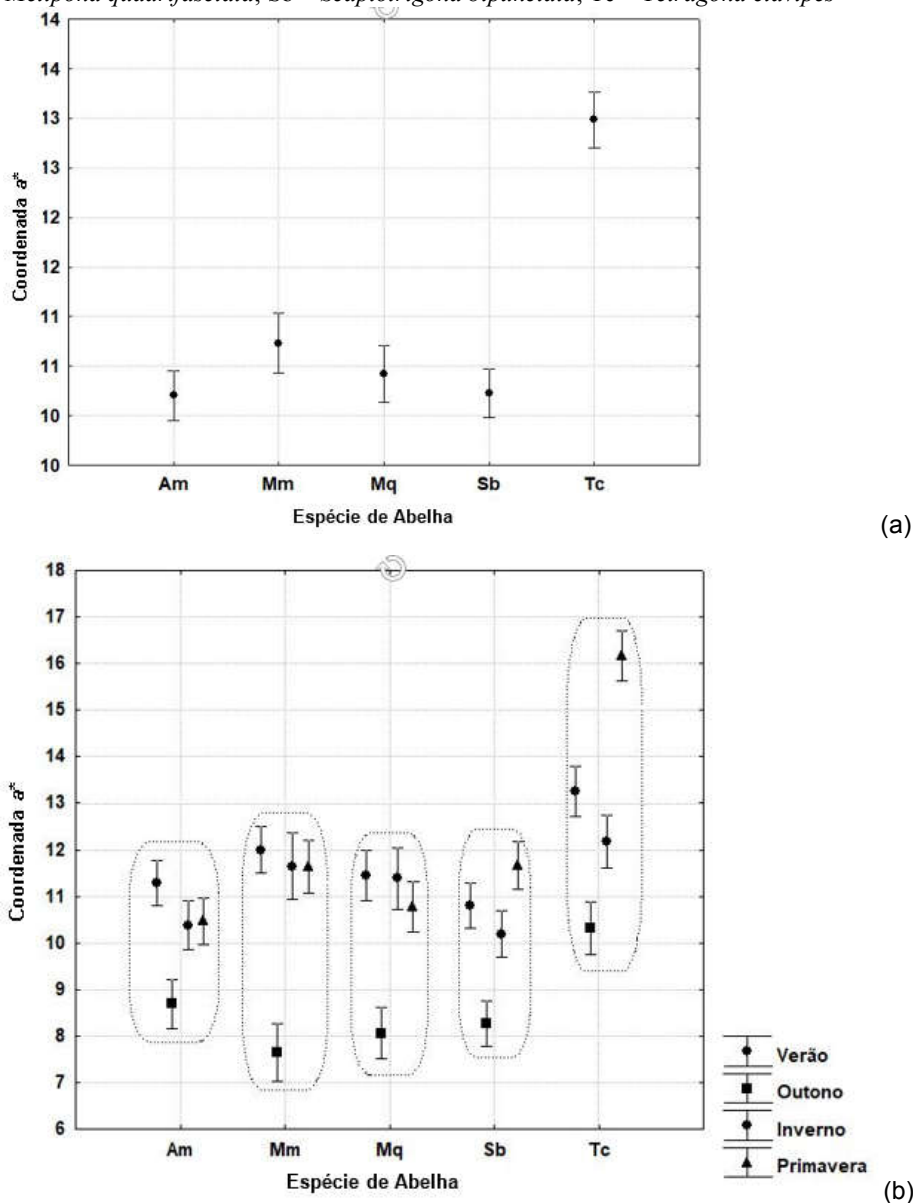 Melipona quadrifasciata; Sb – Scaptotrigona bipunctata; Tc – Tetragona clavipes
14
14
13
13
12
12
11
11
10
10
Coordenada a*
Am Mm Mq Sb Tc
Espécie de Abelha
(a)
18
17
16
15
14
13
12
11
10
9
8
7
6
Coordenada a*
Am Mm Mq Sb Tc
Espécie de Abelha
Verão
Outono
Inverno
Primavera
(b)